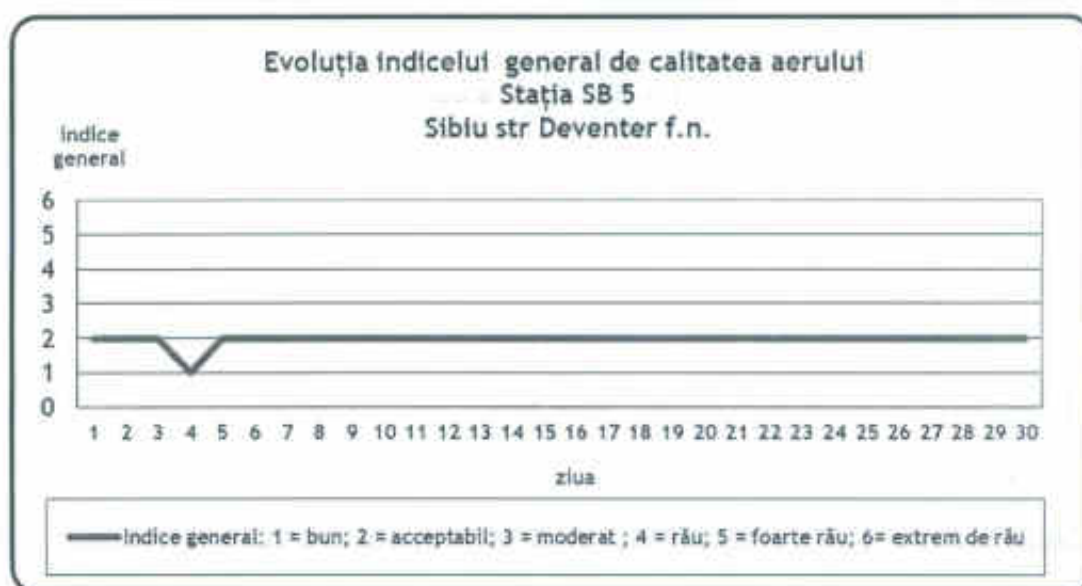 Evoluția indicelui general de calitatea aerului
Stația SB 5
Sibiu str Deventer f.n.
Indice
general
6
5
4
3
2
1
0
1 2 3 4 5 6 7 8 9 10 11 12 13 14 15 16 17 18 19 20 21 22 23 24 25 26 27 28 29 30
ziua
Indice general: 1 = bun; 2 = acceptabil; 3 = moderat ; 4 = rău; 5 = foarte rău; 6= extrem de rău